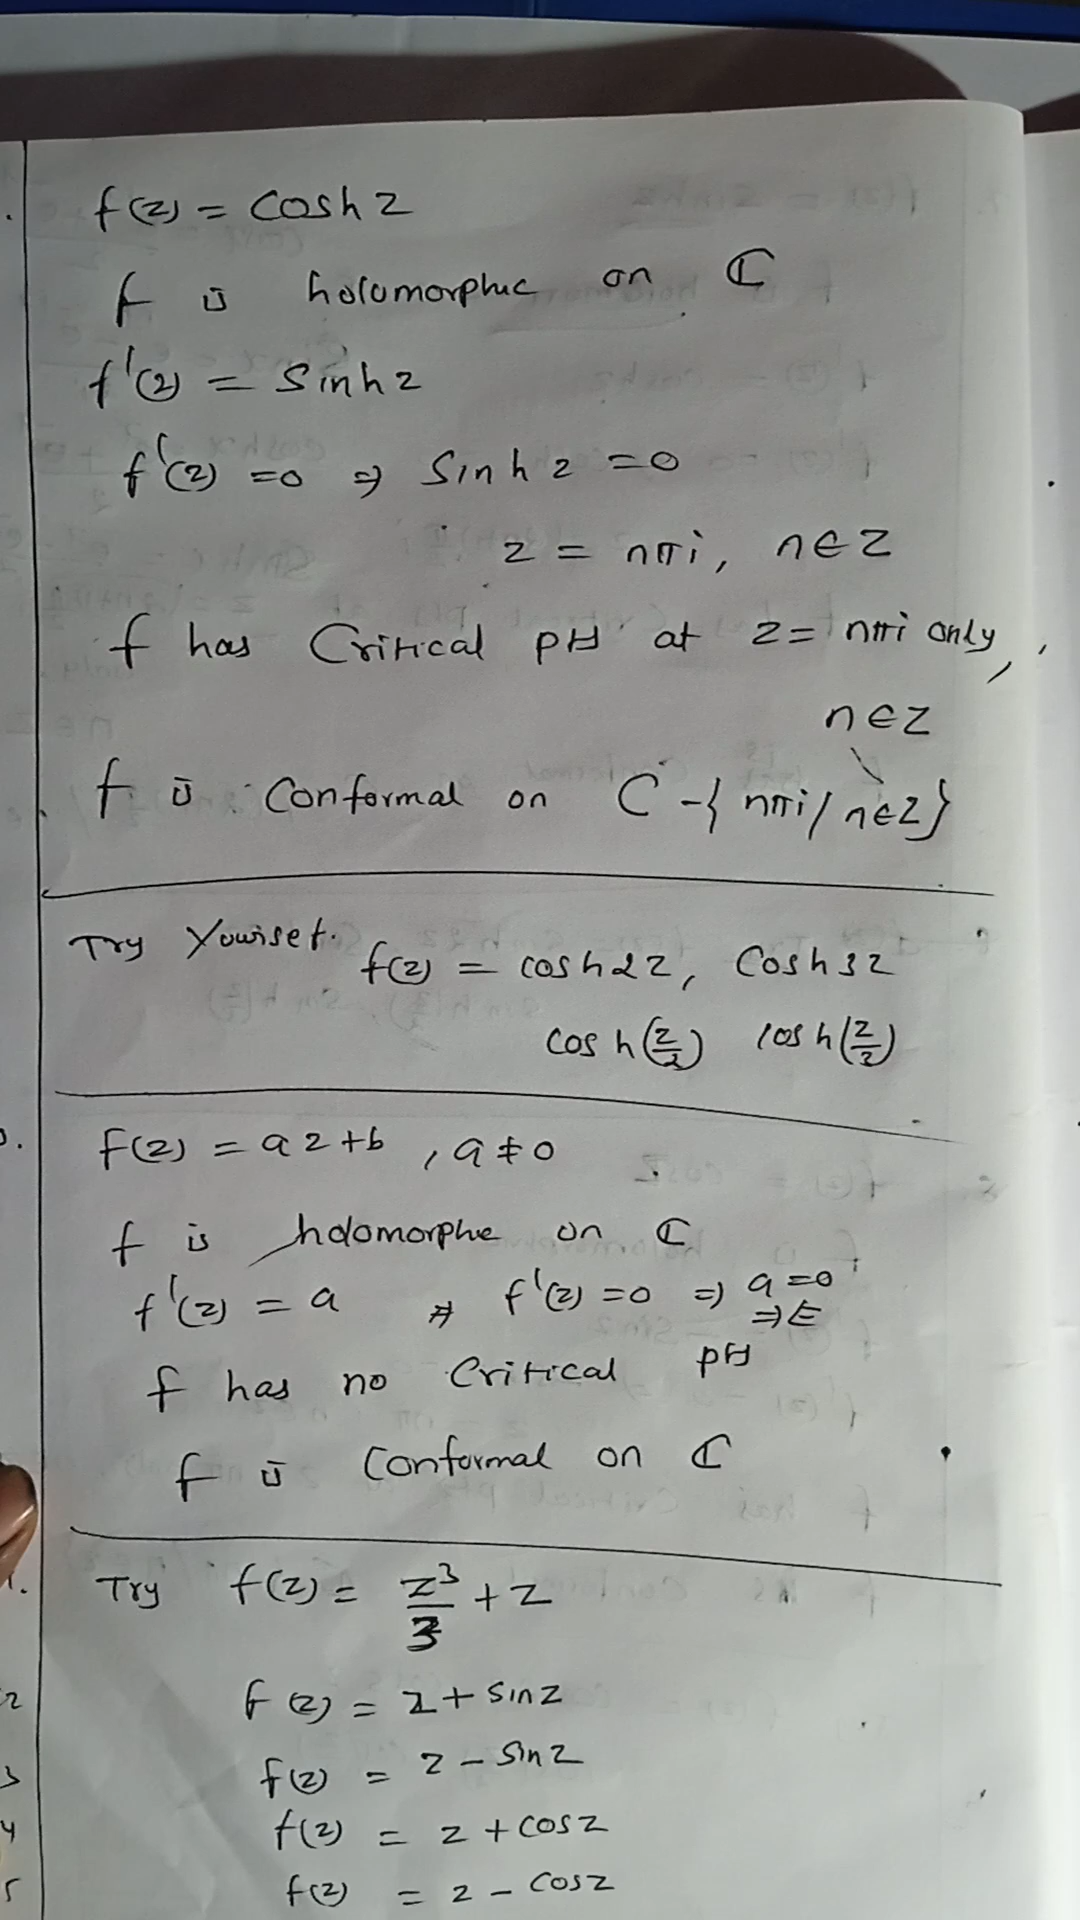 f(z) = cosh z
f is holomorphic on ℂ
f'(z) = sinh z
f'(z) = 0 ⇒ sinh z = 0
z = nπi, n∈Z
f has critical pts at z = nπi only,
n∈Z
f is conformal on C -{nπi / n∈Z}
Try Yourself.
f(z) = cosh 2z, cosh 3z
cosh(z/2) cosh(z/3)
f(z) = az+b, a≠0
f is holomorphic on ℂ
f'(z) = a f'(z) = 0 ⇒ a=0
f has no critical pts
f is conformal on ℂ
Try f(z) = z³/3 + z
f(z) = z + sin z
f(z) = z - sin z
f(z) = z + cos z
f(z) = z - cos z